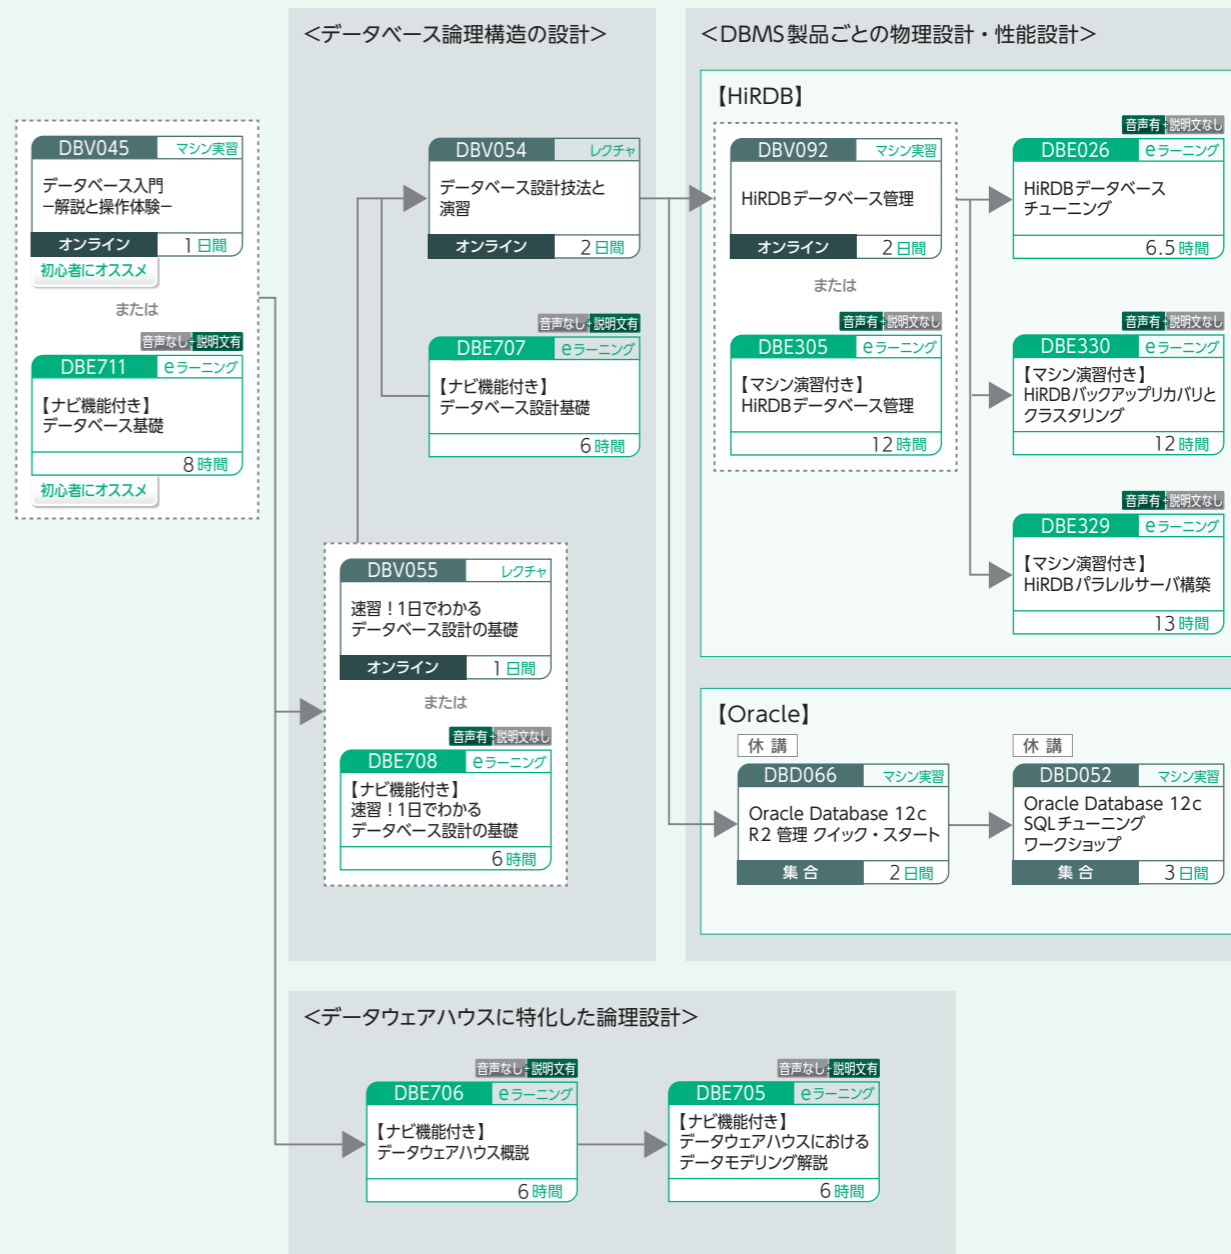 <データベース論理構造の設計>
<DBMS製品ごとの物理設計・性能設計>
DBV045 マシン実習
データベース入門
−解説と操作体験−
オンライン 1日間
初心者にオススメ
または
音声なし+説明文有
DBE711 eラーニング
【ナビ機能付き】
データベース基礎
8時間
初心者にオススメ
DBV054 レクチャ
データベース設計技法と
演習
オンライン 2日間
音声なし+説明文有
DBE707 eラーニング
【ナビ機能付き】
データベース設計基礎
6時間
DBV055 レクチャ
速習！1日でわかる
データベース設計の基礎
オンライン 1日間
または
音声有+説明文なし
DBE708 eラーニング
【ナビ機能付き】
速習！1日でわかる
データベース設計の基礎
6時間
【HiRDB】
DBV092 マシン実習
HiRDBデータベース管理
オンライン 2日間
または
音声有+説明文なし
DBE305 eラーニング
【マシン演習付き】
HiRDBデータベース管理
12時間
音声有+説明文なし
DBE026 eラーニング
HiRDBデータベース
チューニング
6.5時間
音声有+説明文なし
DBE330 eラーニング
【マシン演習付き】
HiRDBバックアップリカバリと
クラスタリング
12時間
音声有+説明文なし
DBE329 eラーニング
【マシン演習付き】
HiRDBパラレルサーバ構築
13時間
【Oracle】
休講
DBD066 マシン実習
Oracle Database 12c
R2 管理 クイック・スタート
集合 2日間
休講
DBD052 マシン実習
Oracle Database 12c
SQLチューニング
ワークショップ
集合 3日間
<データウェアハウスに特化した論理設計>
音声なし+説明文有
DBE706 eラーニング
【ナビ機能付き】
データウェアハウス概説
6時間
音声なし+説明文有
DBE705 eラーニング
【ナビ機能付き】
データウェアハウスにおける
データモデリング解説
6時間